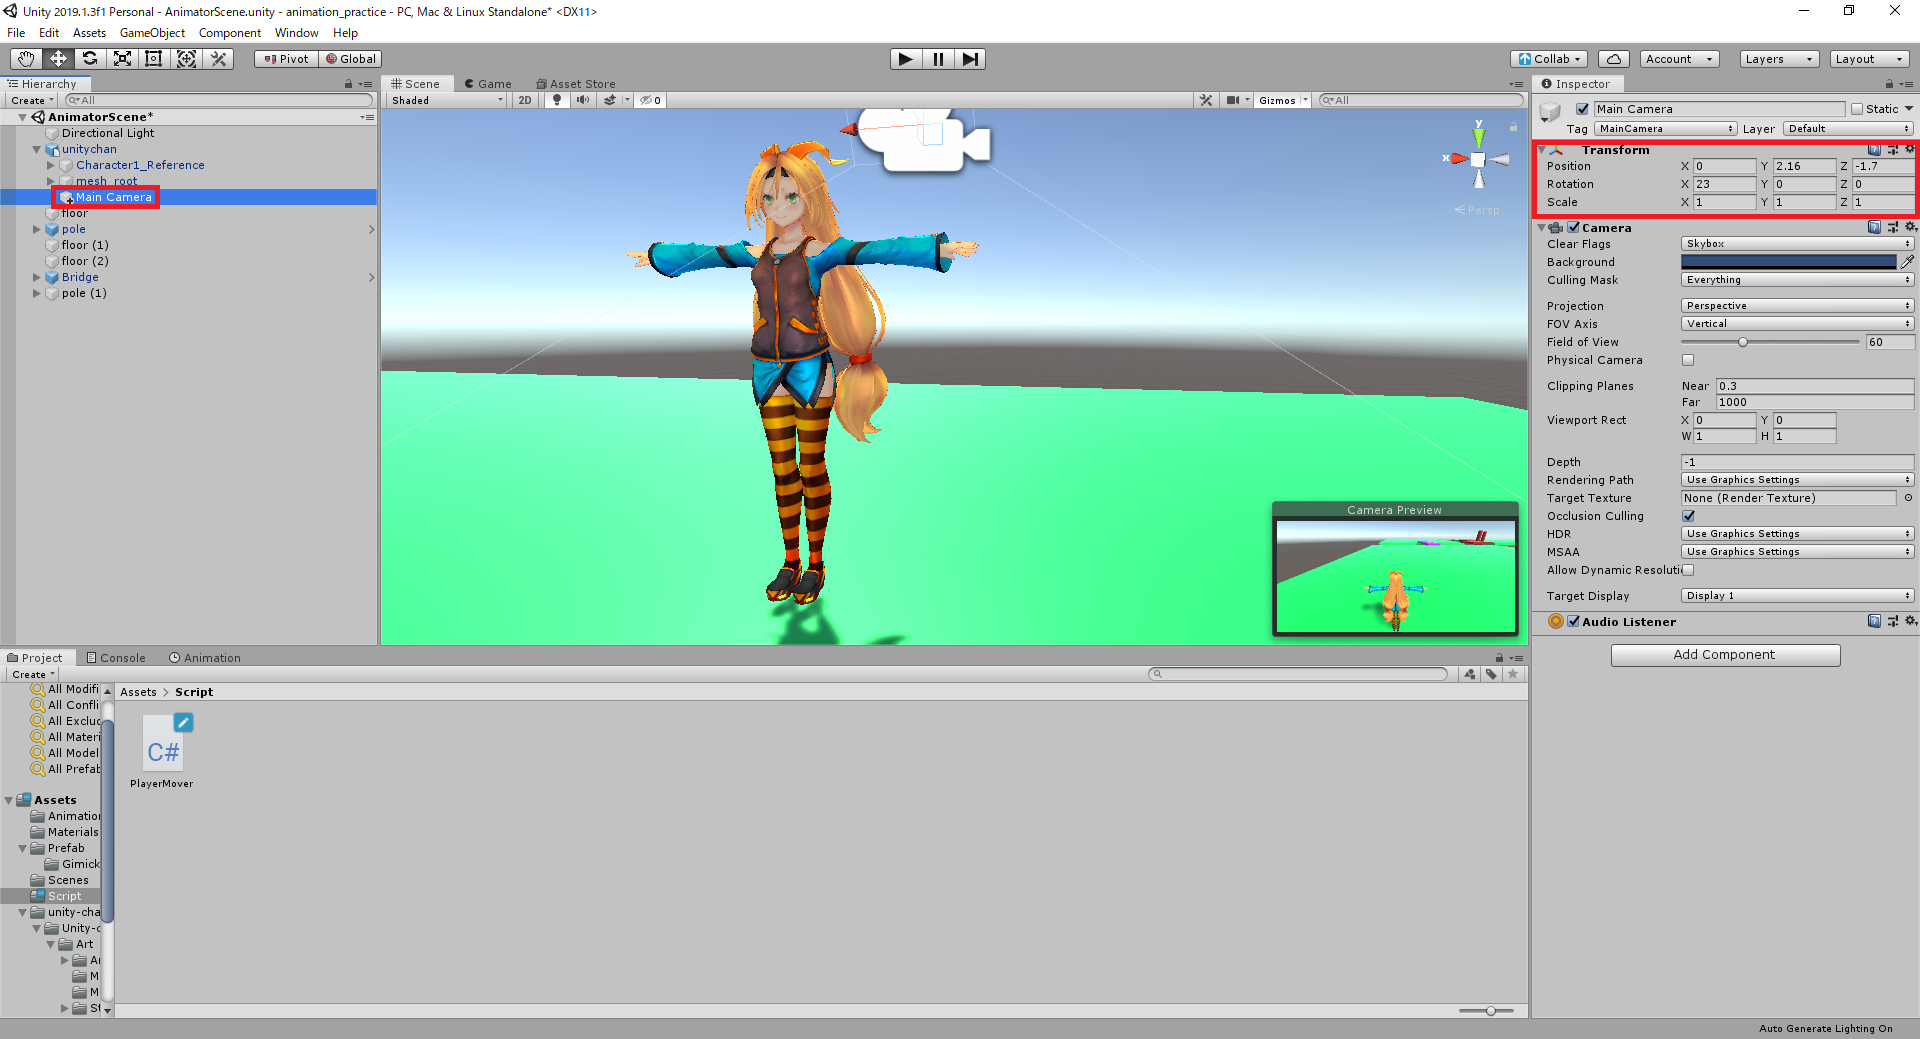 Unity 2019.1.3f1 Personal - AnimatorScene.unity - animation_practice - PC, Mac & Linux Standalone* <DX11>
File Edit Assets GameObject Component Window Help
Pivot Global Collab Account Layers Layout
Hierarchy
Create All
AnimatorScene*
Directional Light
unitychan
Character1_Reference
mesh_root
Main Camera
floor
pole
floor (1)
floor (2)
Bridge
pole (1)
Scene Game Asset Store
Shaded 2D 0 Gizmos All
y
x
Persp
Camera Preview
Inspector
Main Camera Static
Tag MainCamera Layer Default
Transform
Position X 0 Y 2.16 Z -1.7
Rotation X 23 Y 0 Z 0
Scale X 1 Y 1 Z 1
Camera
Clear Flags Skybox
Background
Culling Mask Everything
Projection Perspective
FOV Axis Vertical
Field of View 60
Physical Camera
Clipping Planes Near 0.3
Far 1000
Viewport Rect X 0 Y 0
W 1 H 1
Depth -1
Rendering Path Use Graphics Settings
Target Texture None (Render Texture)
Occlusion Culling
HDR Use Graphics Settings
MSAA Use Graphics Settings
Allow Dynamic Resoluti
Target Display Display 1
Audio Listener
Add Component
Project Console Animation
Create
All Modifi
All Confli
All Exclud
All Materi
All Model
All Prefab
Assets
Animation
Materials
Prefab
Gimick
Scenes
Script
unity-cha
Unity-c
Art
Ar
M
M
St
Assets > Script
C#
PlayerMover
Auto Generate Lighting On